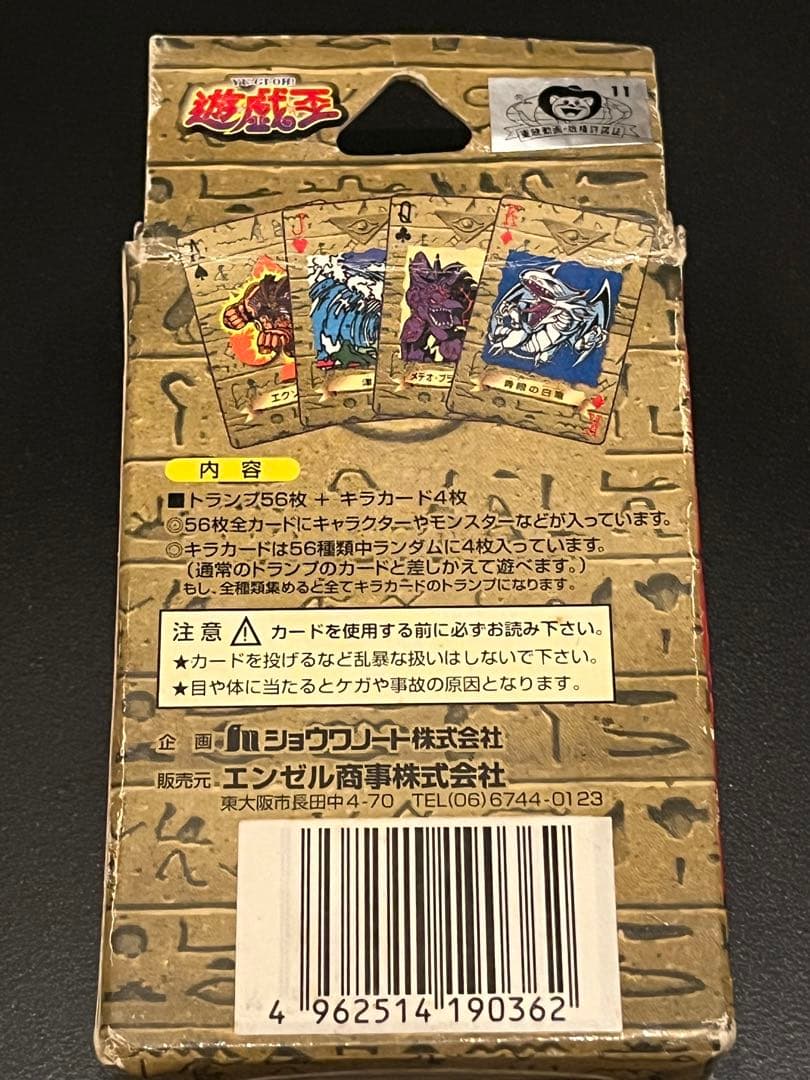 YU-GI-OH!
遊戯王
11
東映動画・版権許諾証
A
J
Q
K
エクゾ
津
メテオ・ブラ
青眼の白龍
K
内容
■トランプ56枚 + キラカード4枚
◎56枚全カードにキャラクターやモンスターなどが入っています。
◎キラカードは56種類中ランダムに4枚入っています。
(通常のトランプのカードと差しかえて遊べます。)
もし、全種類集めると全てキラカードのトランプになります。
注意 ⚠ カードを使用する前に必ずお読み下さい。
★カードを投げるなど乱暴な扱いはしないで下さい。
★目や体に当たるとケガや事故の原因となります。
企画 ショウワノート株式会社
販売元 エンゼル商事株式会社
東大阪市長田中4-70 TEL(06)6744-0123
4 962514 190362